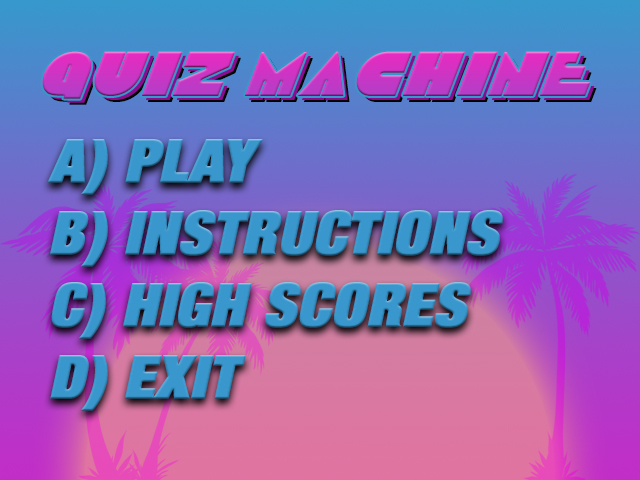 QUIZ MACHINE
A) PLAY
B) INSTRUCTIONS
C) HIGH SCORES
D) EXIT